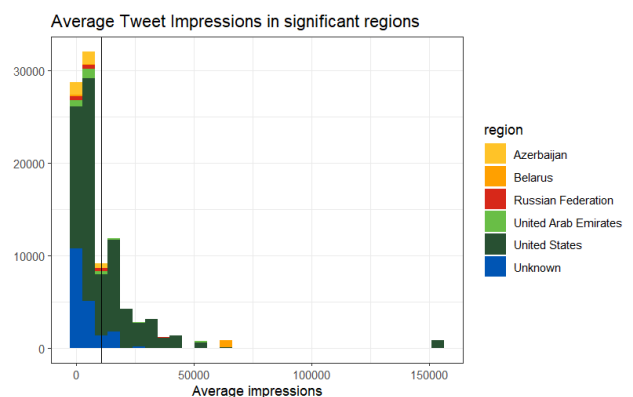 Average Tweet Impressions in significant regions
30000
20000
10000
0
0 50000 100000 150000
Average impressions
region
Azerbaijan
Belarus
Russian Federation
United Arab Emirates
United States
Unknown